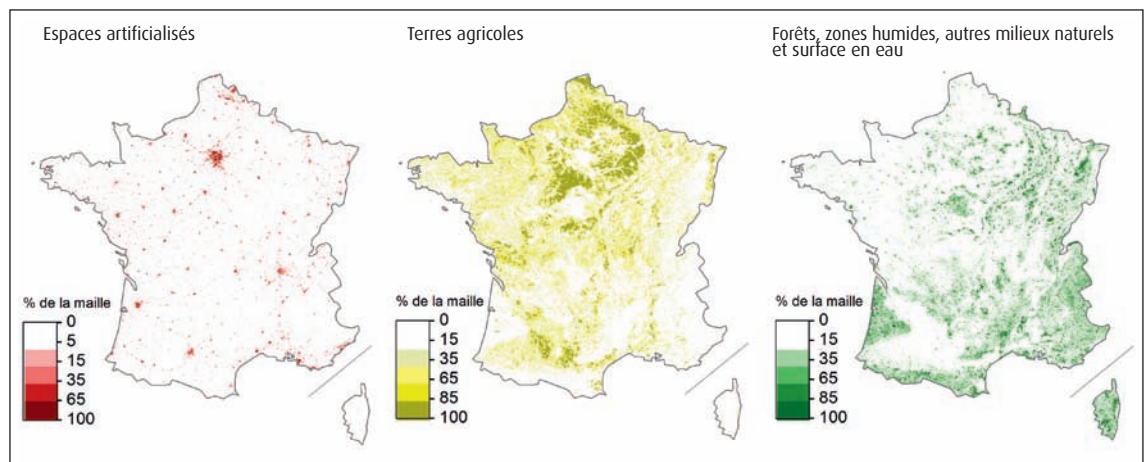 Espaces artificialisés
% de la maille
0
5
15
35
65
100
Terres agricoles
% de la maille
0
15
35
65
85
100
Forêts, zones humides, autres milieux naturels
et surface en eau
% de la maille
0
15
35
65
85
100